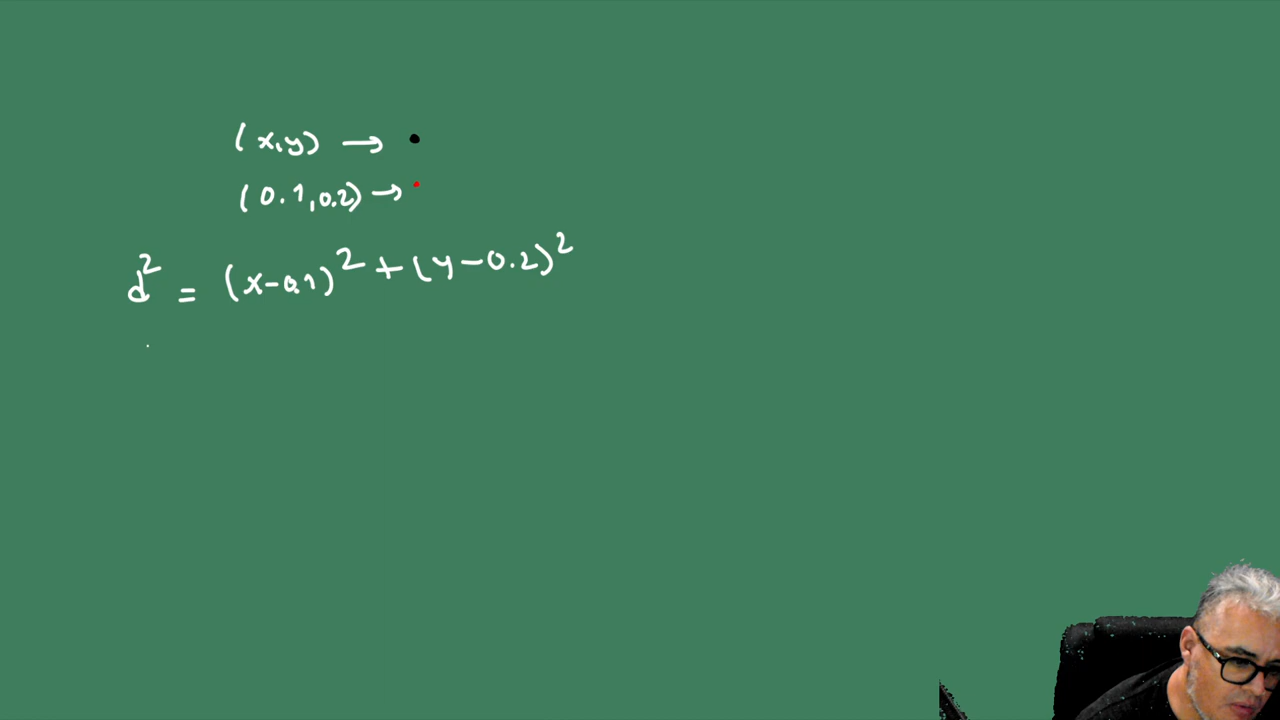 (x,y) → •
(0.1,0.2) → •
d² = (x-0.1)² + (y-0.2)²